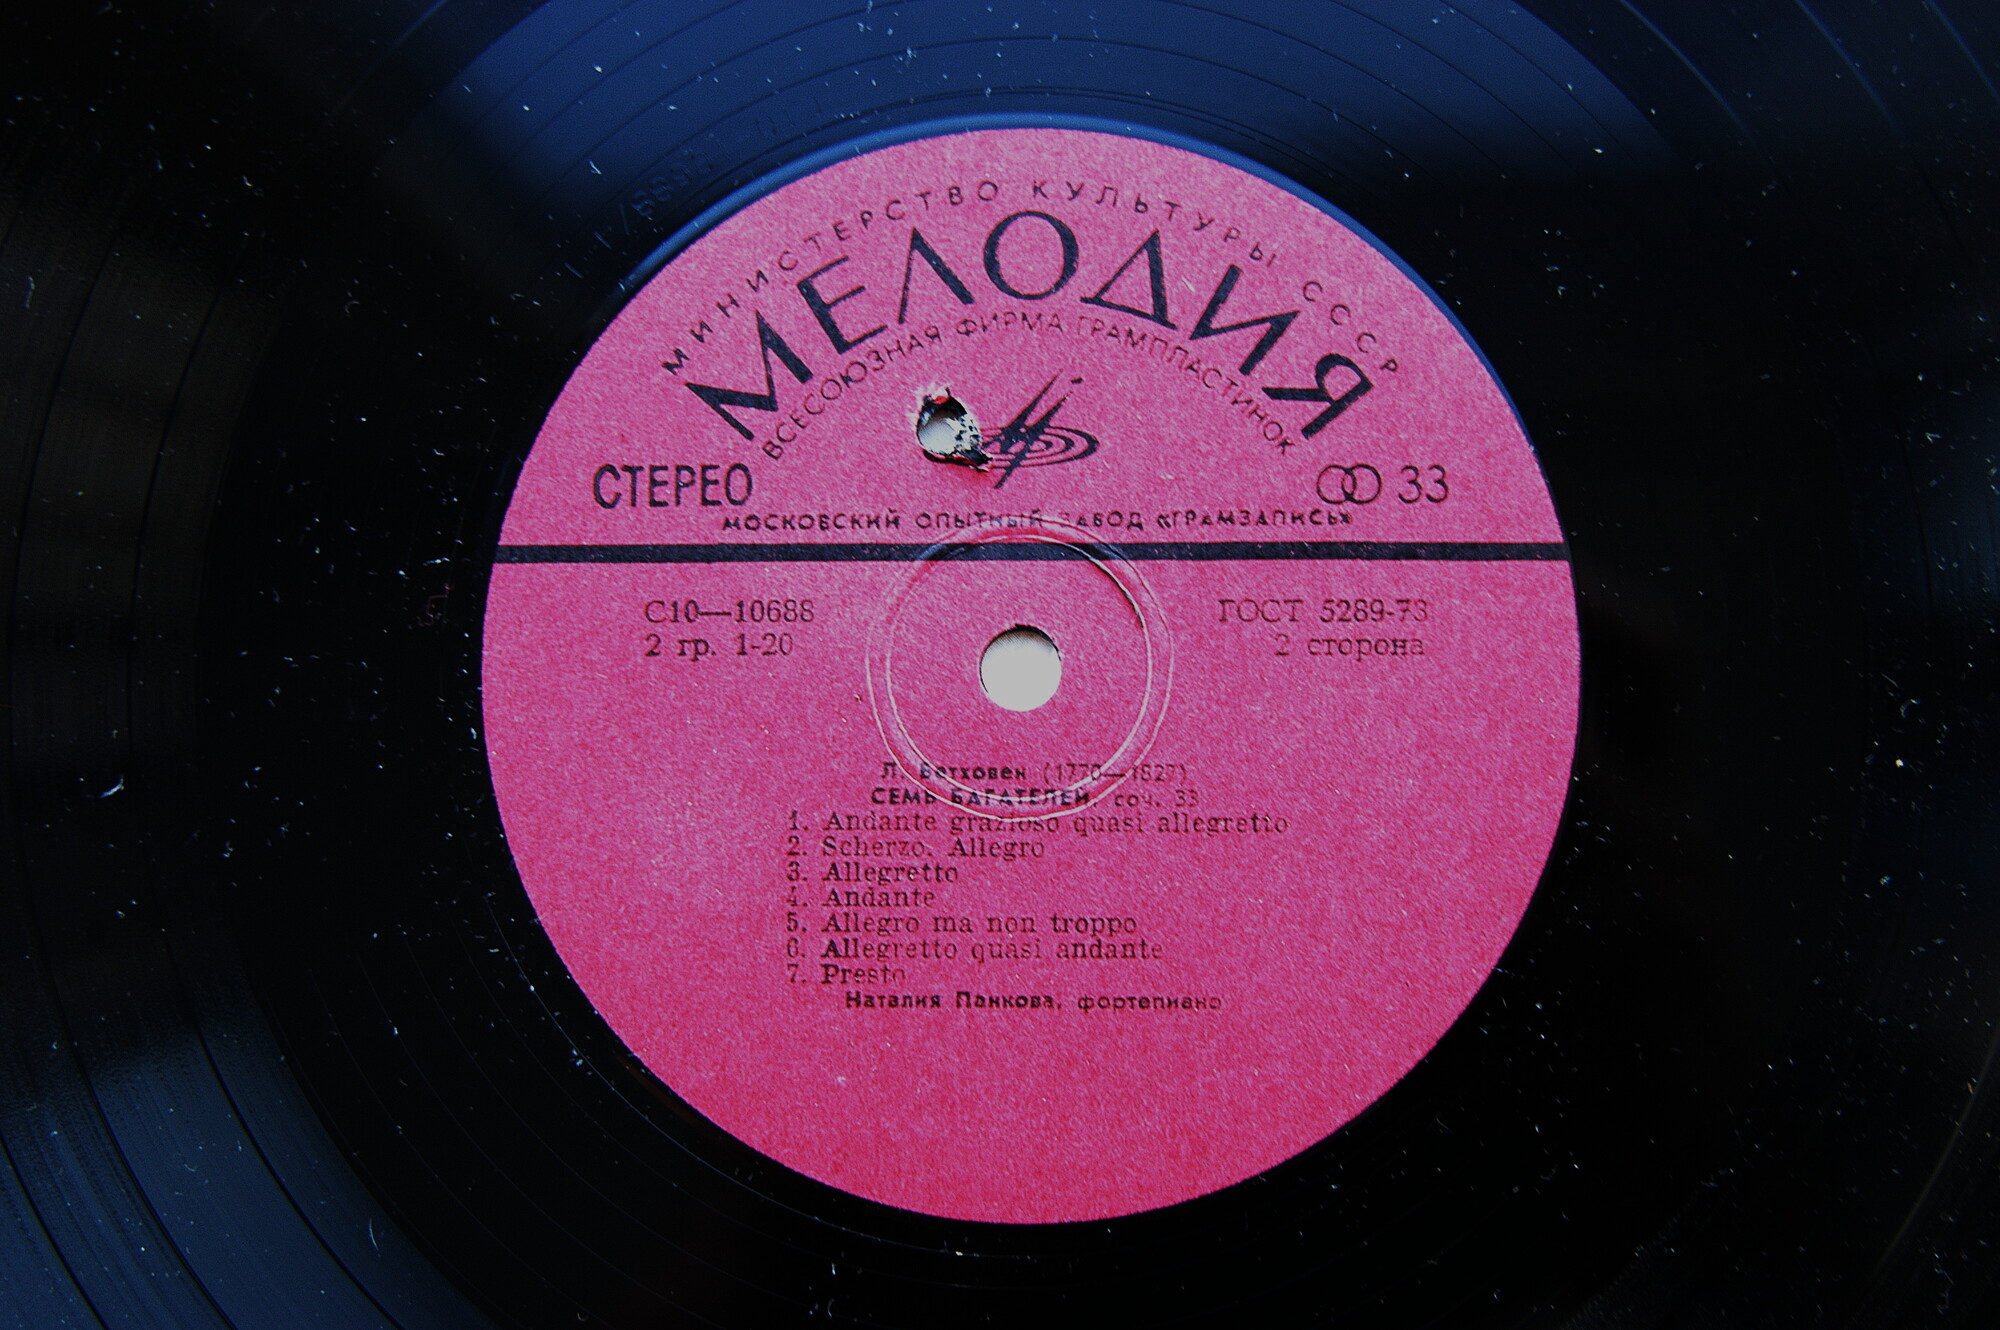 МИНИСТЕРСТВО КУЛЬТУРЫ СССР
МЕЛОДИЯ
ВСЕСОЮЗНАЯ ФИРМА ГРАМПЛАСТИНОК
СТЕРЕО
33
МОСКОВСКИЙ ОПЫТНЫЙ ЗАВОД «ГРАМЗАПИСЬ»
С10—10688
ГОСТ 5289-73
2 гр. 1-20
2 сторона
Л. Бетховен (1770—1827)
СЕМЬ БАГАТЕЛЕЙ, соч. 33
1. Andante grazioso quasi allegretto
2. Scherzo. Allegro
3. Allegretto
4. Andante
5. Allegro ma non troppo
6. Allegretto quasi andante
7. Presto
Наталия Панкова, фортепиано